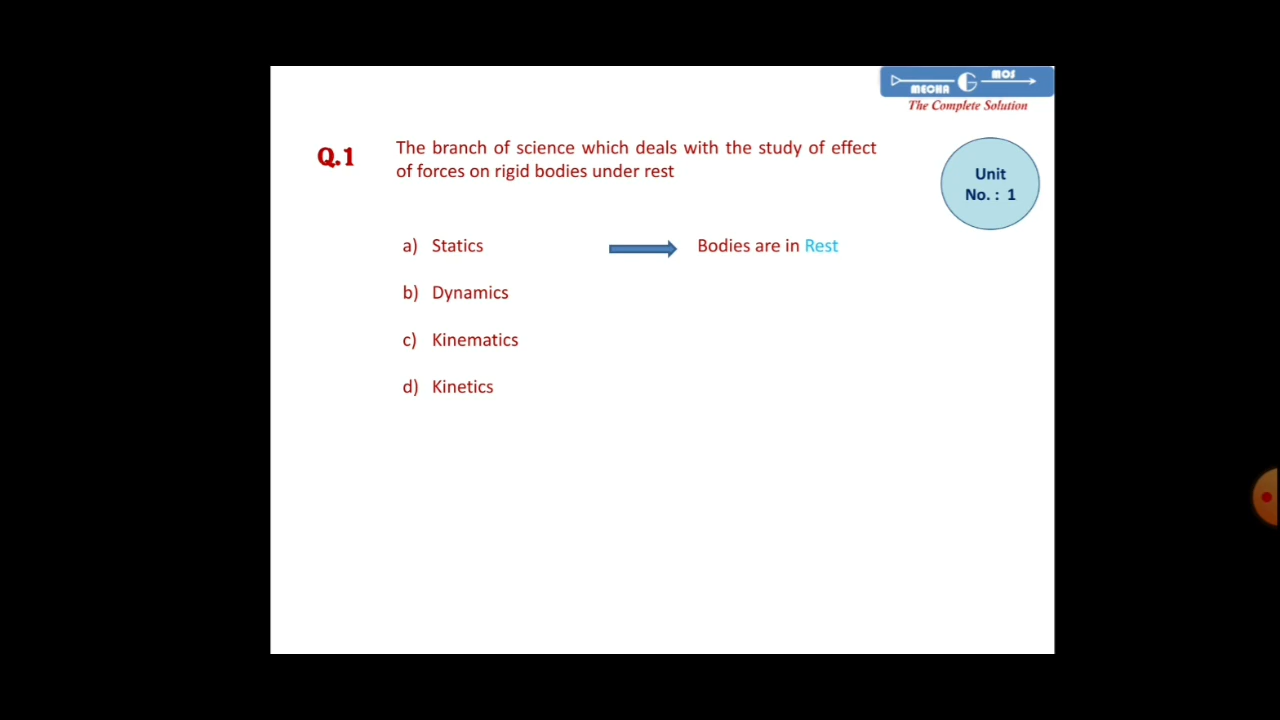 MECHA G MOS
The Complete Solution
Q.1 The branch of science which deals with the study of effect
of forces on rigid bodies under rest
Unit
No. : 1
a) Statics Bodies are in Rest
b) Dynamics
c) Kinematics
d) Kinetics